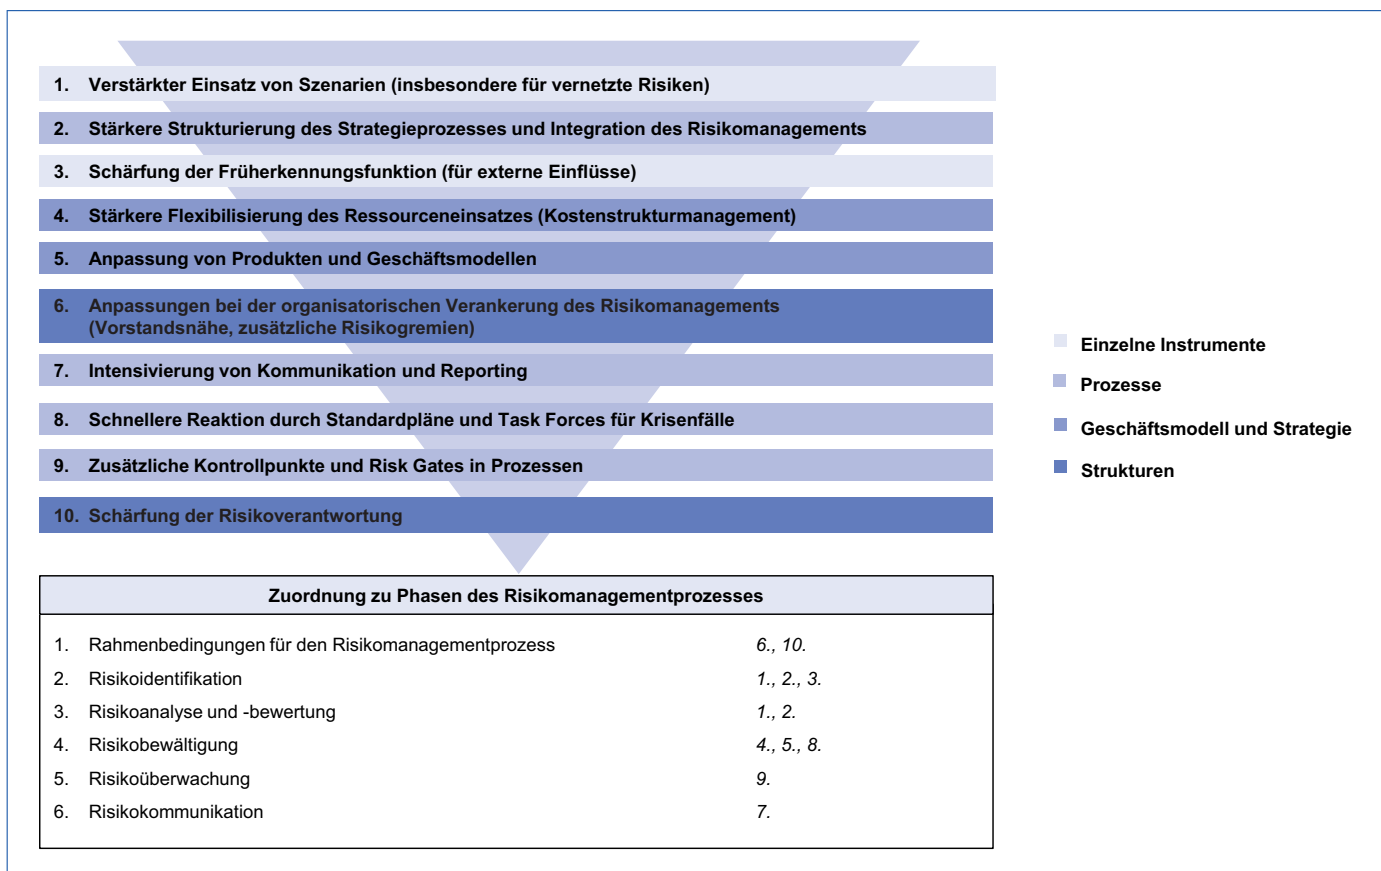 1. Verstärkter Einsatz von Szenarien (insbesondere für vernetzte Risiken)
2. Stärkere Strukturierung des Strategieprozesses und Integration des Risikomanagements
3. Schärfung der Früherkennungsfunktion (für externe Einflüsse)
4. Stärkere Flexibilisierung des Ressourceneinsatzes (Kostenstrukturmanagement)
5. Anpassung von Produkten und Geschäftsmodellen
6. Anpassungen bei der organisatorischen Verankerung des Risikomanagements
(Vorstandsnähe, zusätzliche Risikogremien)
7. Intensivierung von Kommunikation und Reporting
8. Schnellere Reaktion durch Standardpläne und Task Forces für Krisenfälle
9. Zusätzliche Kontrollpunkte und Risk Gates in Prozessen
10. Schärfung der Risikoverantwortung
Einzelne Instrumente
Prozesse
Geschäftsmodell und Strategie
Strukturen
Zuordnung zu Phasen des Risikomanagementprozesses
1. Rahmenbedingungen für den Risikomanagementprozess 6., 10.
2. Risikoidentifikation 1., 2., 3.
3. Risikoanalyse und -bewertung 1., 2.
4. Risikobewältigung 4., 5., 8.
5. Risikoüberwachung 9.
6. Risikokommunikation 7.